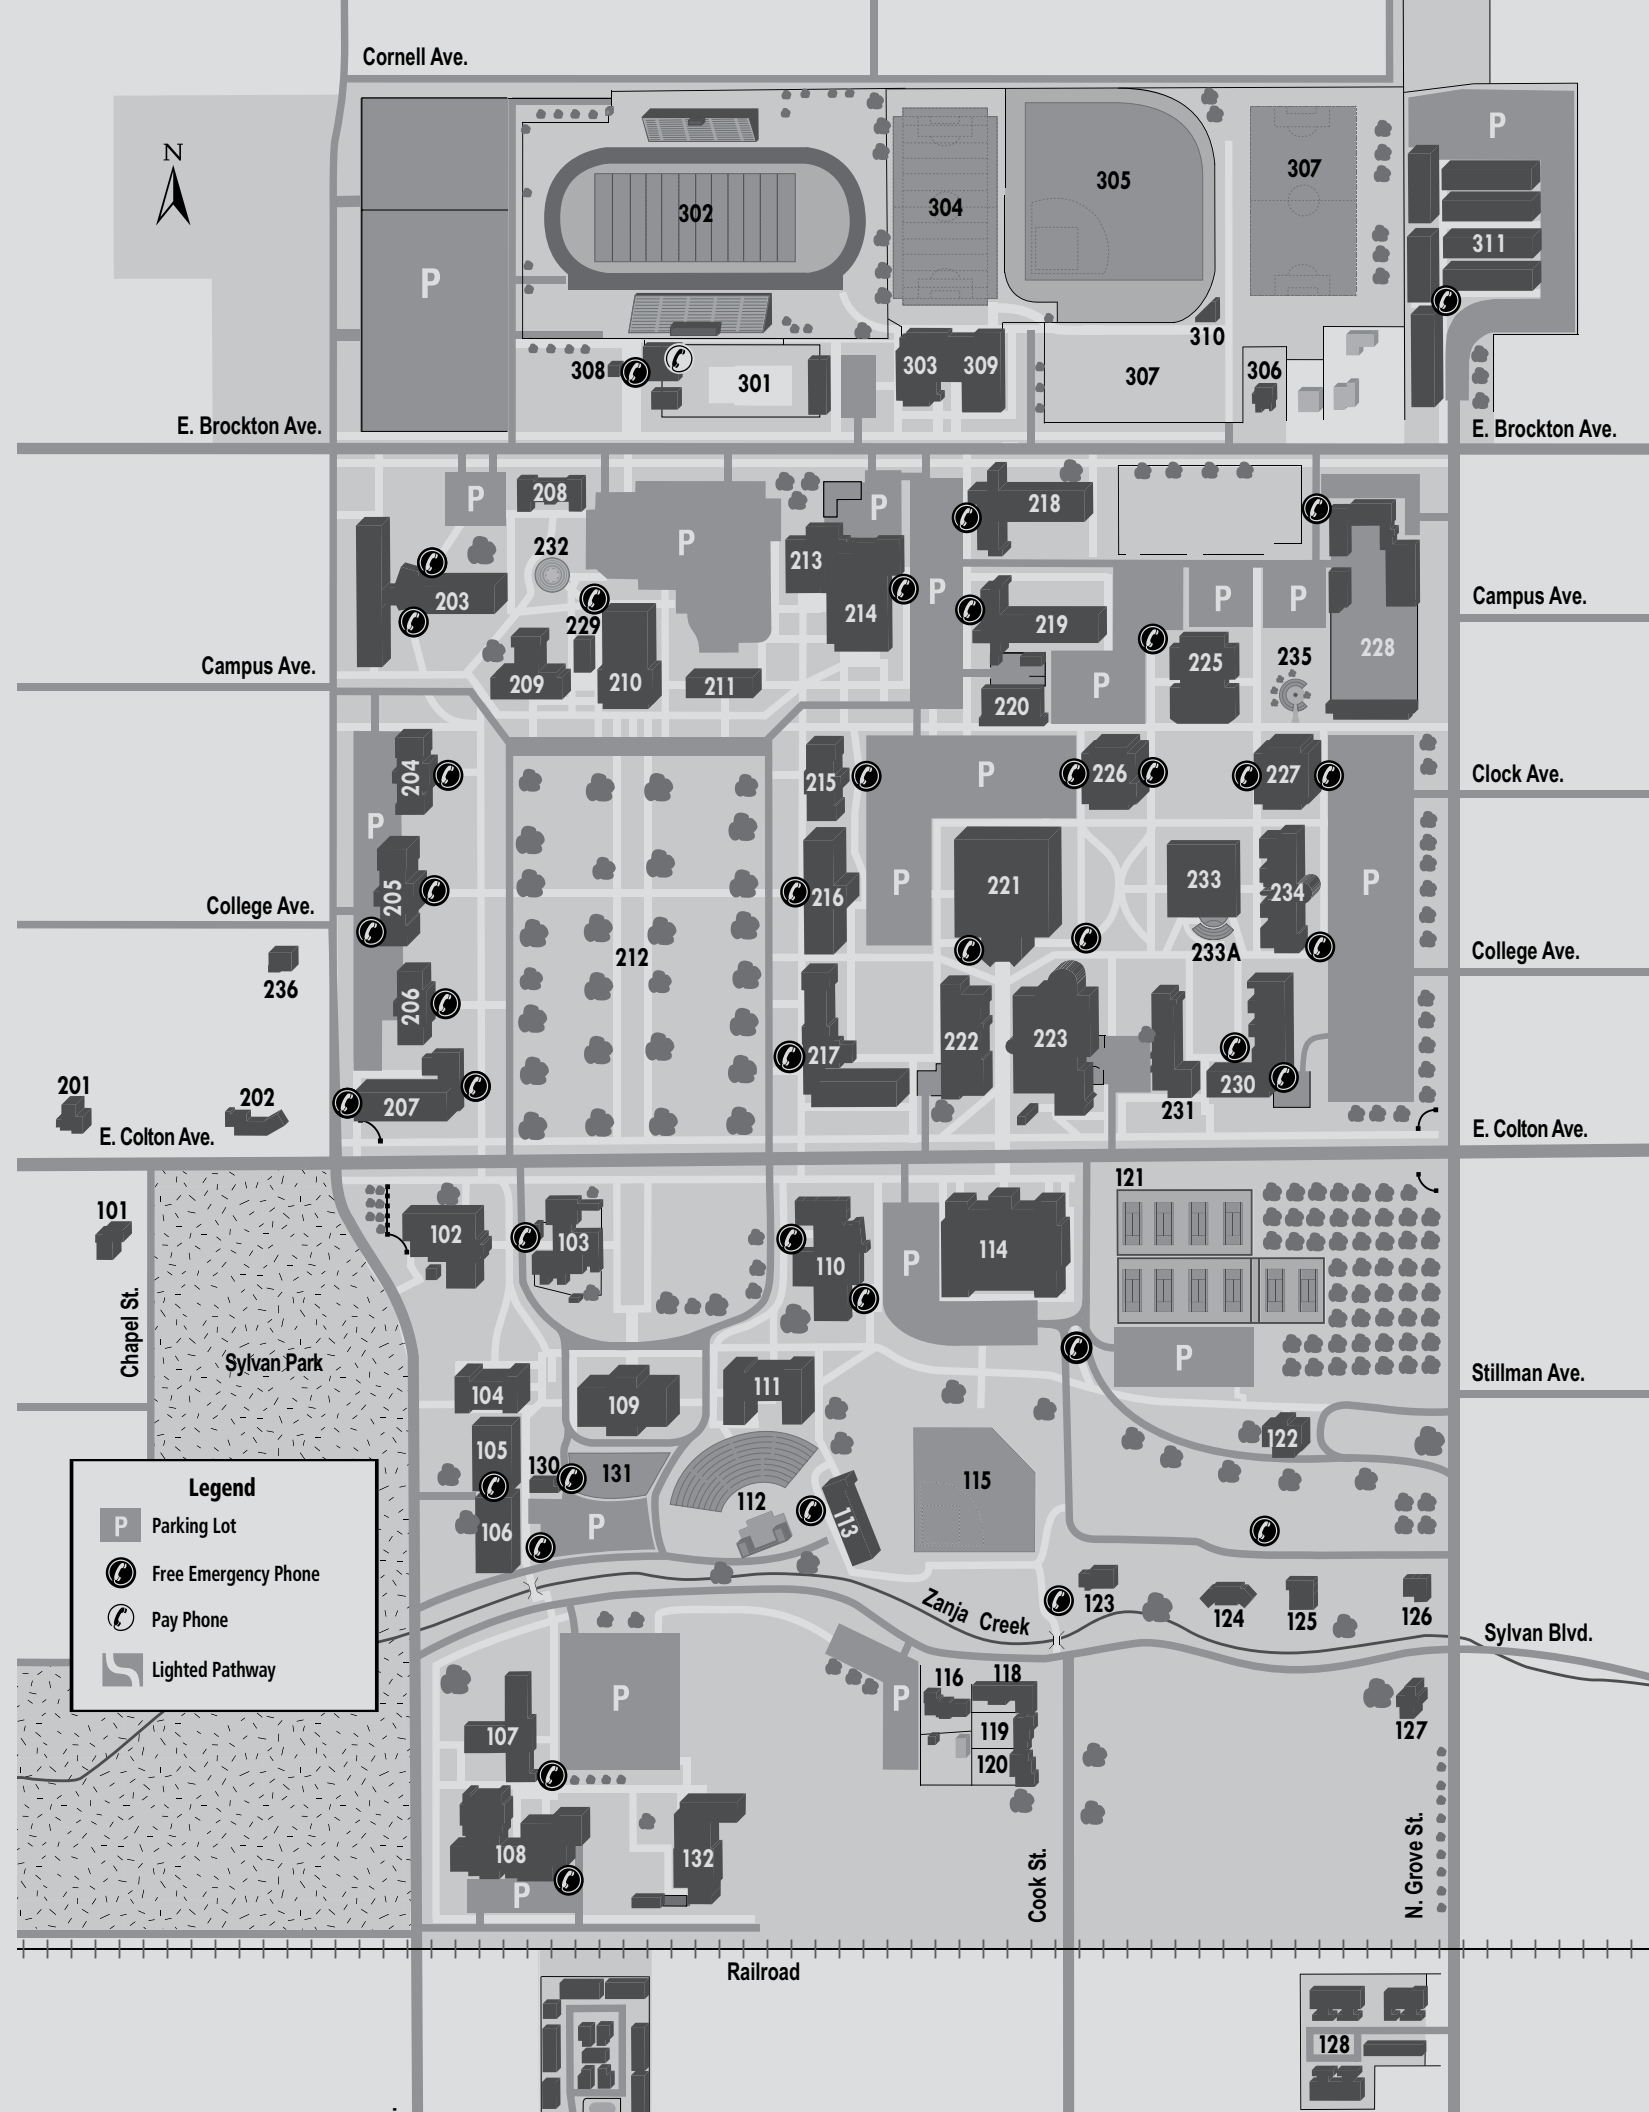 Cornell Ave.
N
P
P
302
304
305
307
311
310
308
301
303
309
307
306
E. Brockton Ave.
E. Brockton Ave.
P
208
P
P
218
232
213
203
214
P
219
P
P
Campus Ave.
229
228
Campus Ave.
209
210
211
220
P
225
235
204
215
P
226
227
Clock Ave.
P
205
216
P
221
233
234
P
College Ave.
233A
College Ave.
212
236
206
217
222
223
201
202
207
230
231
E. Colton Ave.
E. Colton Ave.
121
101
102
103
110
P
114
Chapel St.
Sylvan Park
P
Stillman Ave.
104
109
111
122
105
130
131
112
113
115
106
P
Legend
P Parking Lot
Free Emergency Phone
Pay Phone
Lighted Pathway
Zanja Creek
123
124
125
126
Sylvan Blvd.
P
P
116
118
119
120
107
127
108
P
132
Cook St.
N. Grove St.
Railroad
128